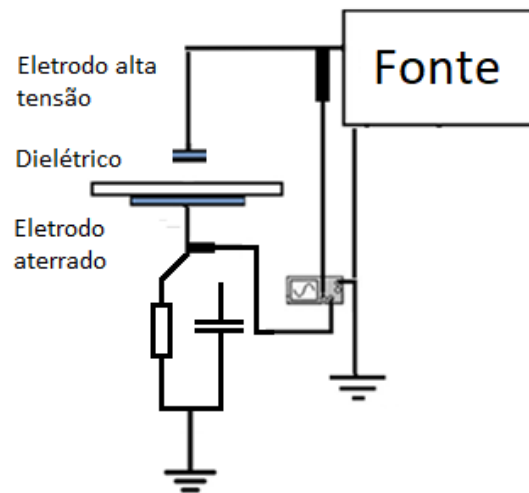 Fonte
Eletrodo alta
tensão
Dielétrico
Eletrodo
aterrado